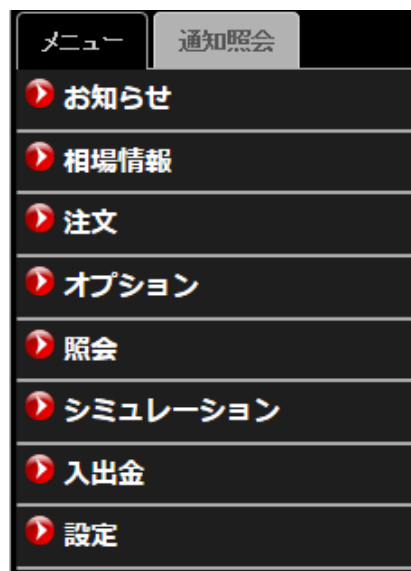 メニュー 通知照会
お知らせ
相場情報
注文
オプション
照会
シミュレーション
入出金
設定